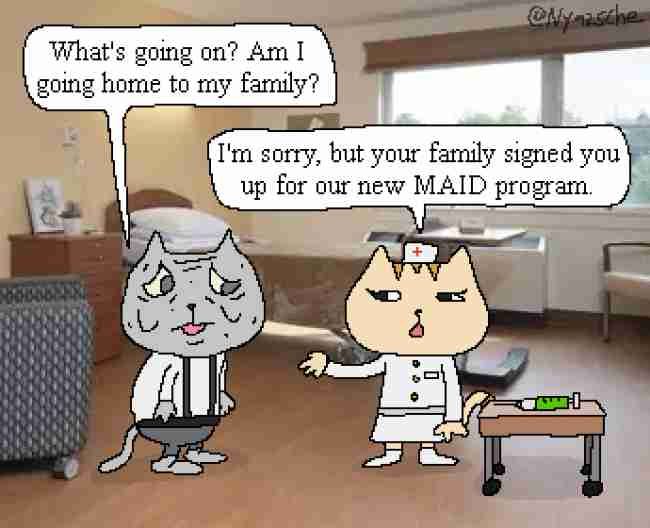 @Nymasche
What's going on? Am I
going home to my family?
I'm sorry, but your family signed you
up for our new MAID program.